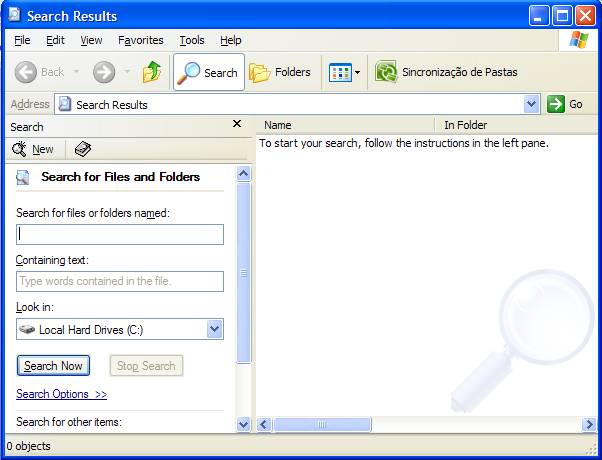 Search Results
File Edit View Favorites Tools Help
Back Search Folders Sincronização de Pastas
Address Search Results Go
Search
New
Search for Files and Folders
Search for files or folders named:
Containing text:
Type words contained in the file.
Look in:
Local Hard Drives (C:)
Search Now Stop Search
Search Options >>
Search for other items:
Name In Folder
To start your search, follow the instructions in the left pane.
0 objects